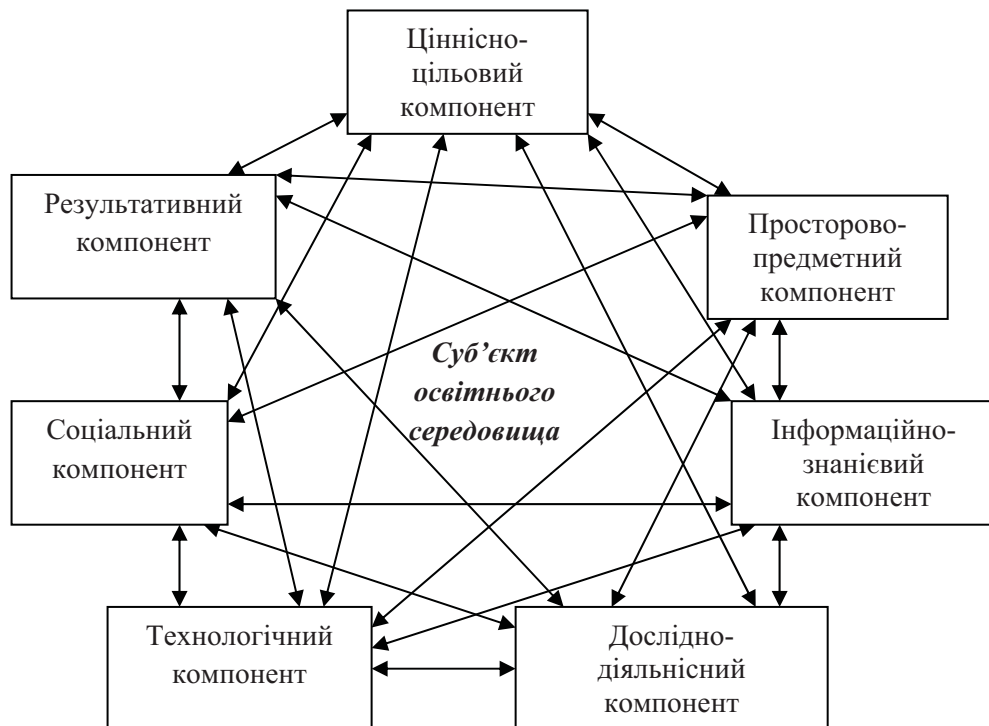 Ціннісно-
цільовий
компонент
Результативний
компонент
Просторово-
предметний
компонент
Суб’єкт
освітнього
середовища
Соціальний
компонент
Інформаційно-
знанієвий
компонент
Технологічний
компонент
Дослідно-
діяльнісний
компонент